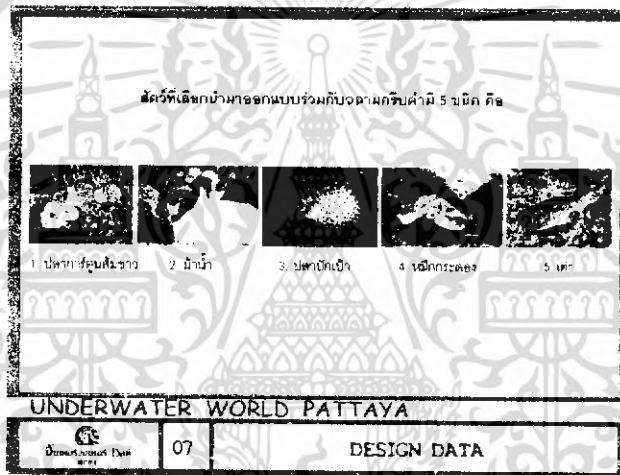 สัตว์ที่เลือกนำมาออกแบบร่วมกับฉลามครีบดำมี 5 ชนิด คือ
1 ปลาการ์ตูนส้มขาว
2 ม้าน้ำ
3. ปลาปักเป้า
4 หมึกกระดอง
5 เต่า
UNDERWATER WORLD PATTAYA
07
DESIGN DATA